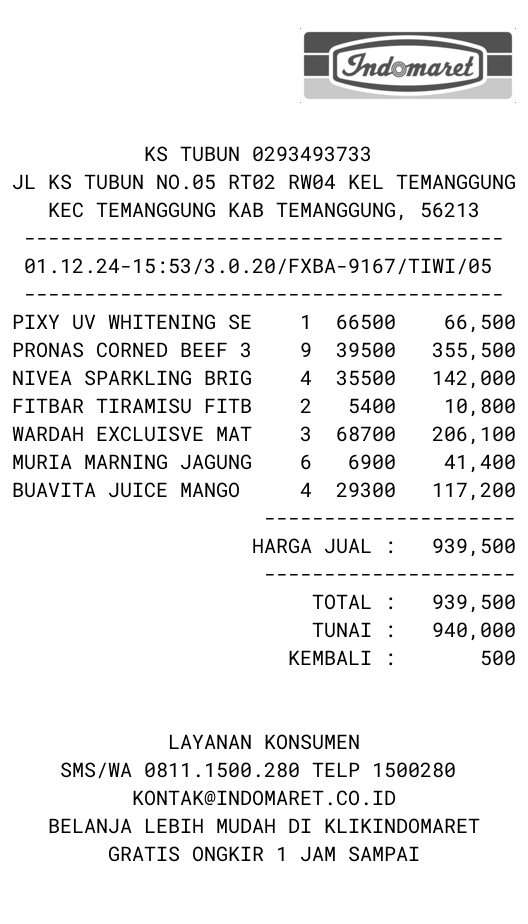 Indomaret
KS TUBUN 0293493733
JL KS TUBUN NO.05 RT02 RW04 KEL TEMANGGUNG
KEC TEMANGGUNG KAB TEMANGGUNG, 56213
----------------------------------------
01.12.24-15:53/3.0.20/FXBA-9167/TIWI/05
----------------------------------------
PIXY UV WHITENING SE 1 66500 66,500
PRONAS CORNED BEEF 3 9 39500 355,500
NIVEA SPARKLING BRIG 4 35500 142,000
FITBAR TIRAMISU FITB 2 5400 10,800
WARDAH EXCLUISVE MAT 3 68700 206,100
MURIA MARNING JAGUNG 6 6900 41,400
BUAVITA JUICE MANGO 4 29300 117,200
---------------------
HARGA JUAL : 939,500
---------------------
TOTAL : 939,500
TUNAI : 940,000
KEMBALI : 500
LAYANAN KONSUMEN
SMS/WA 0811.1500.280 TELP 1500280
KONTAK@INDOMARET.CO.ID
BELANJA LEBIH MUDAH DI KLIKINDOMARET
GRATIS ONGKIR 1 JAM SAMPAI